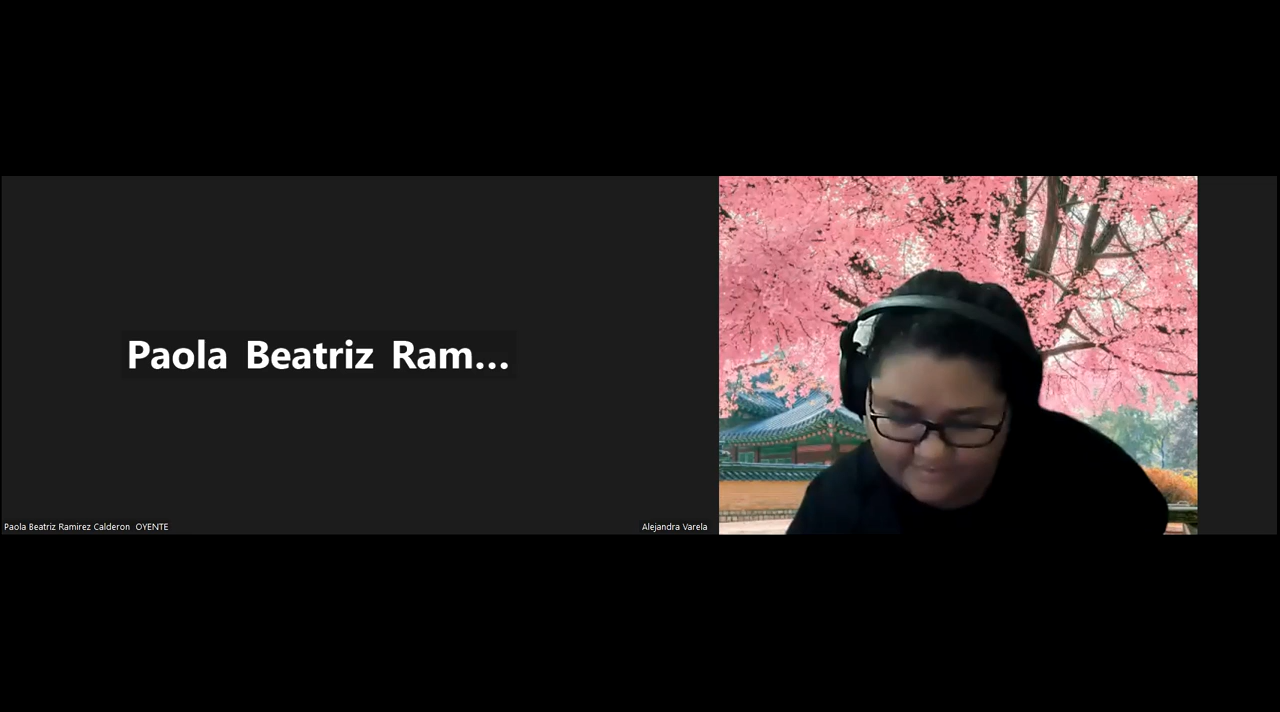 Paola Beatriz Ram...
Paola Beatriz Ramirez Calderon OYENTE
Alejandra Varela